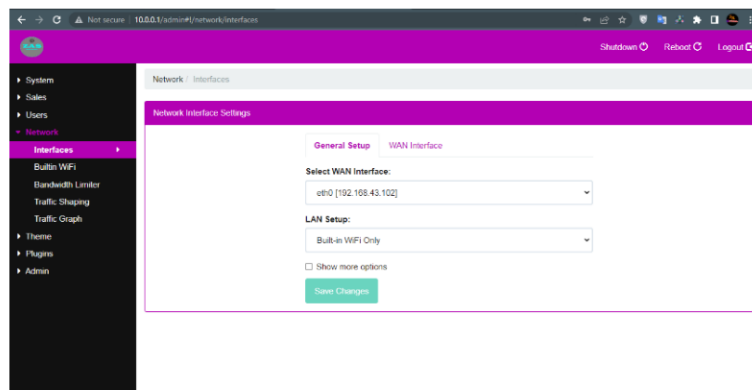 Not secure | 10.0.0.1/admin#!/network/interfaces
Shutdown Reboot Logout
System
Sales
Users
Network
Interfaces
Builtin WiFi
Bandwidth Limiter
Traffic Shaping
Traffic Graph
Theme
Plugins
Admin
Network / Interfaces
Network Interface Settings
General Setup WAN Interface
Select WAN Interface:
eth0 [192.168.43.102]
LAN Setup:
Built-in WiFi Only
Show more options
Save Changes